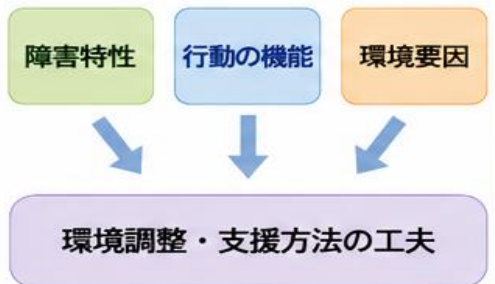 障害特性
行動の機能
環境要因
環境調整・支援方法の工夫